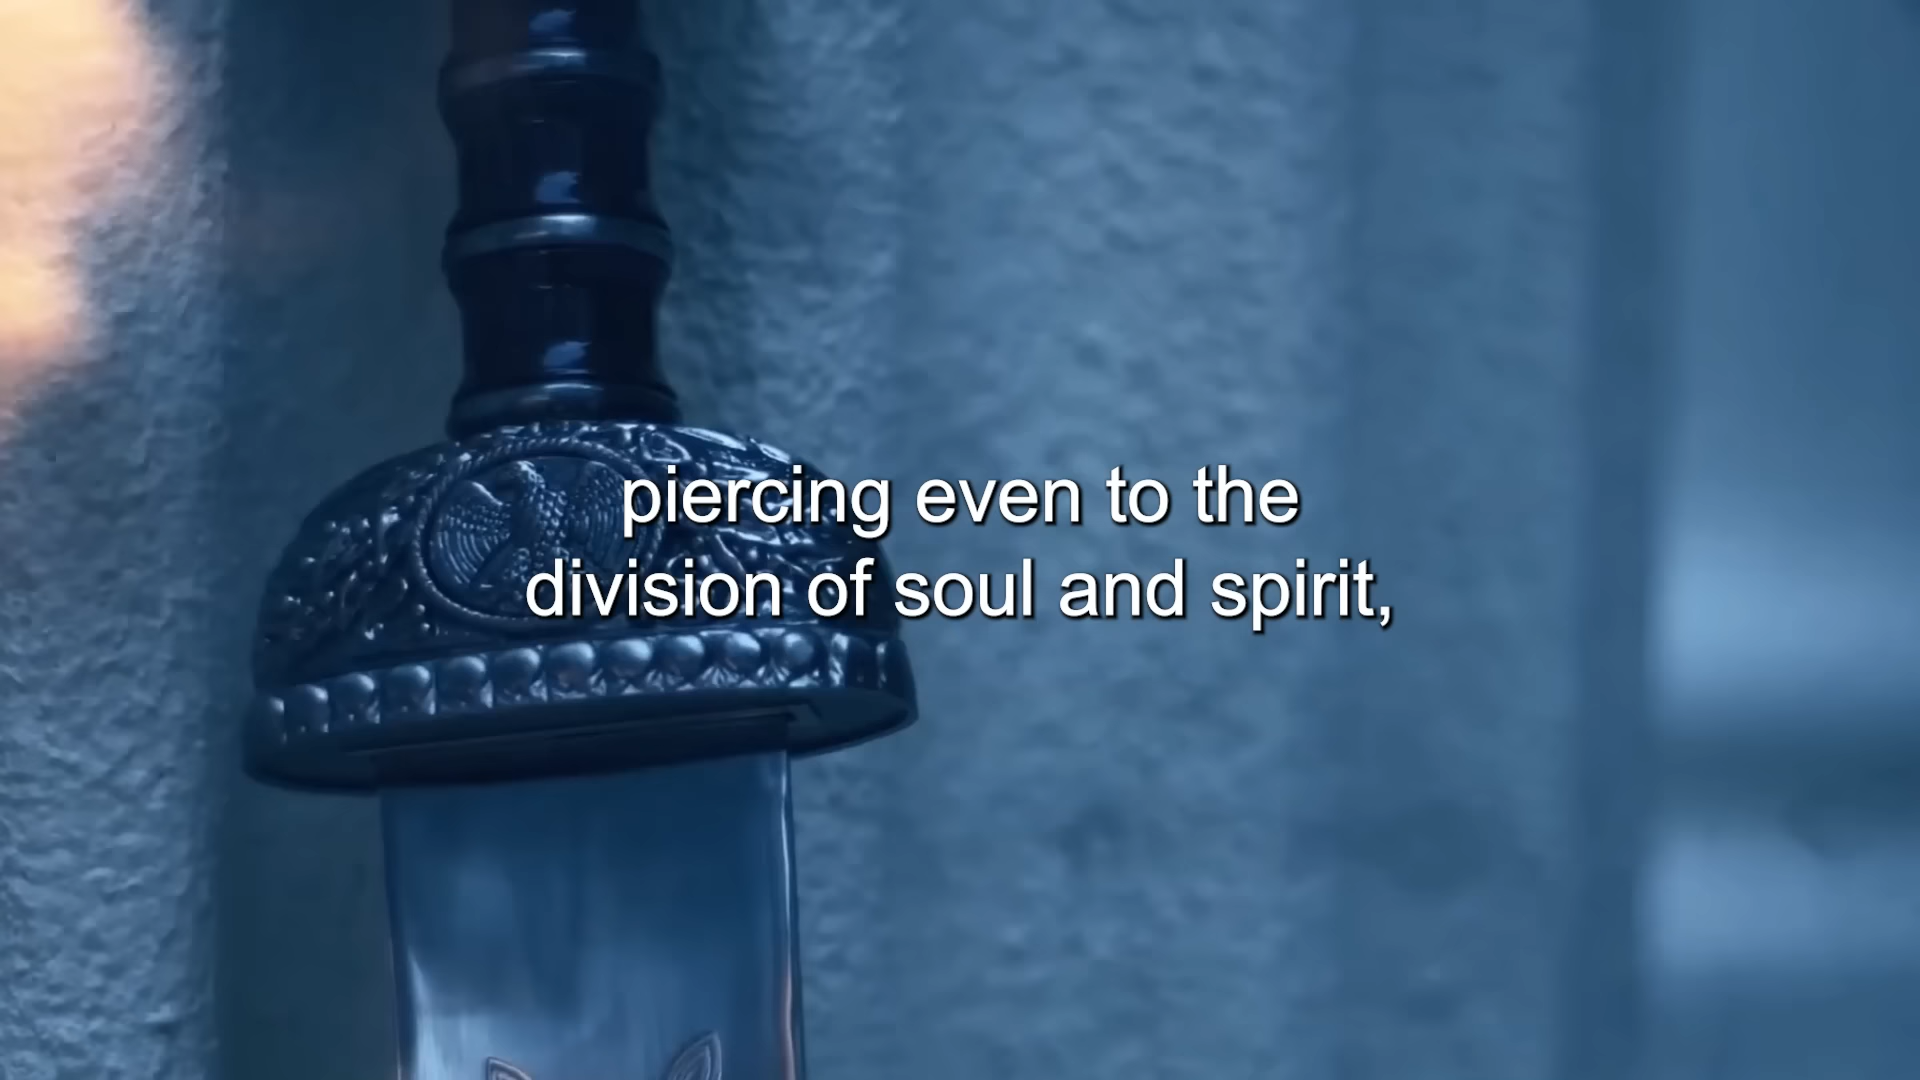 piercing even to the
division of soul and spirit,